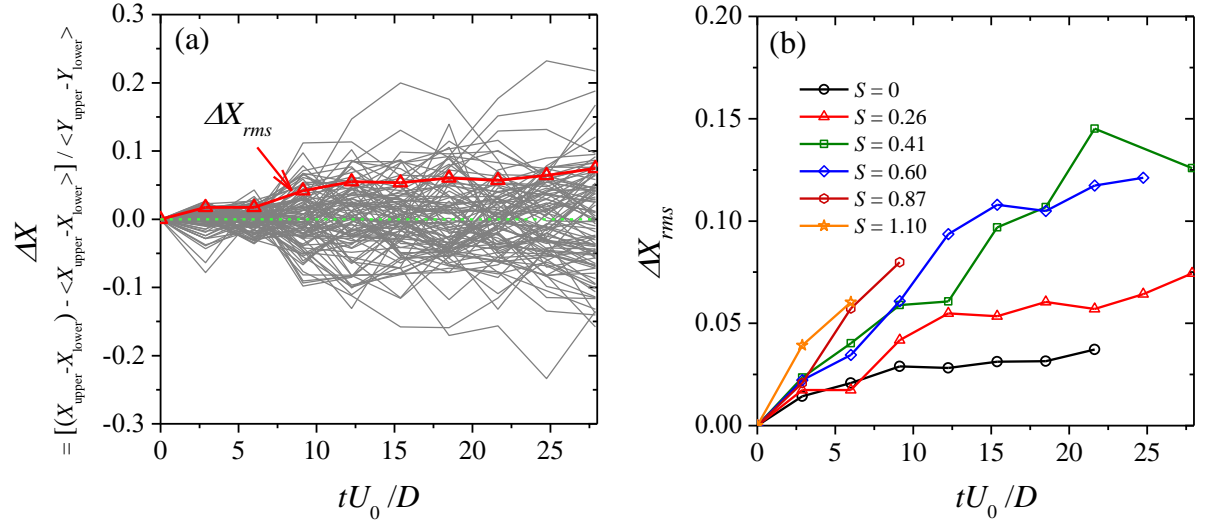 (a)
0.3
0.2
0.1
0.0
-0.1
-0.2
-0.3
ΔX
= [(X_upper-X_lower) - <X_upper-X_lower>] / <Y_upper-Y_lower>
ΔX_rms
0 5 10 15 20 25
tU_0/D
(b)
0.20
0.15
0.10
0.05
0.00
ΔX_rms
S = 0
S = 0.26
S = 0.41
S = 0.60
S = 0.87
S = 1.10
0 5 10 15 20 25
tU_0/D